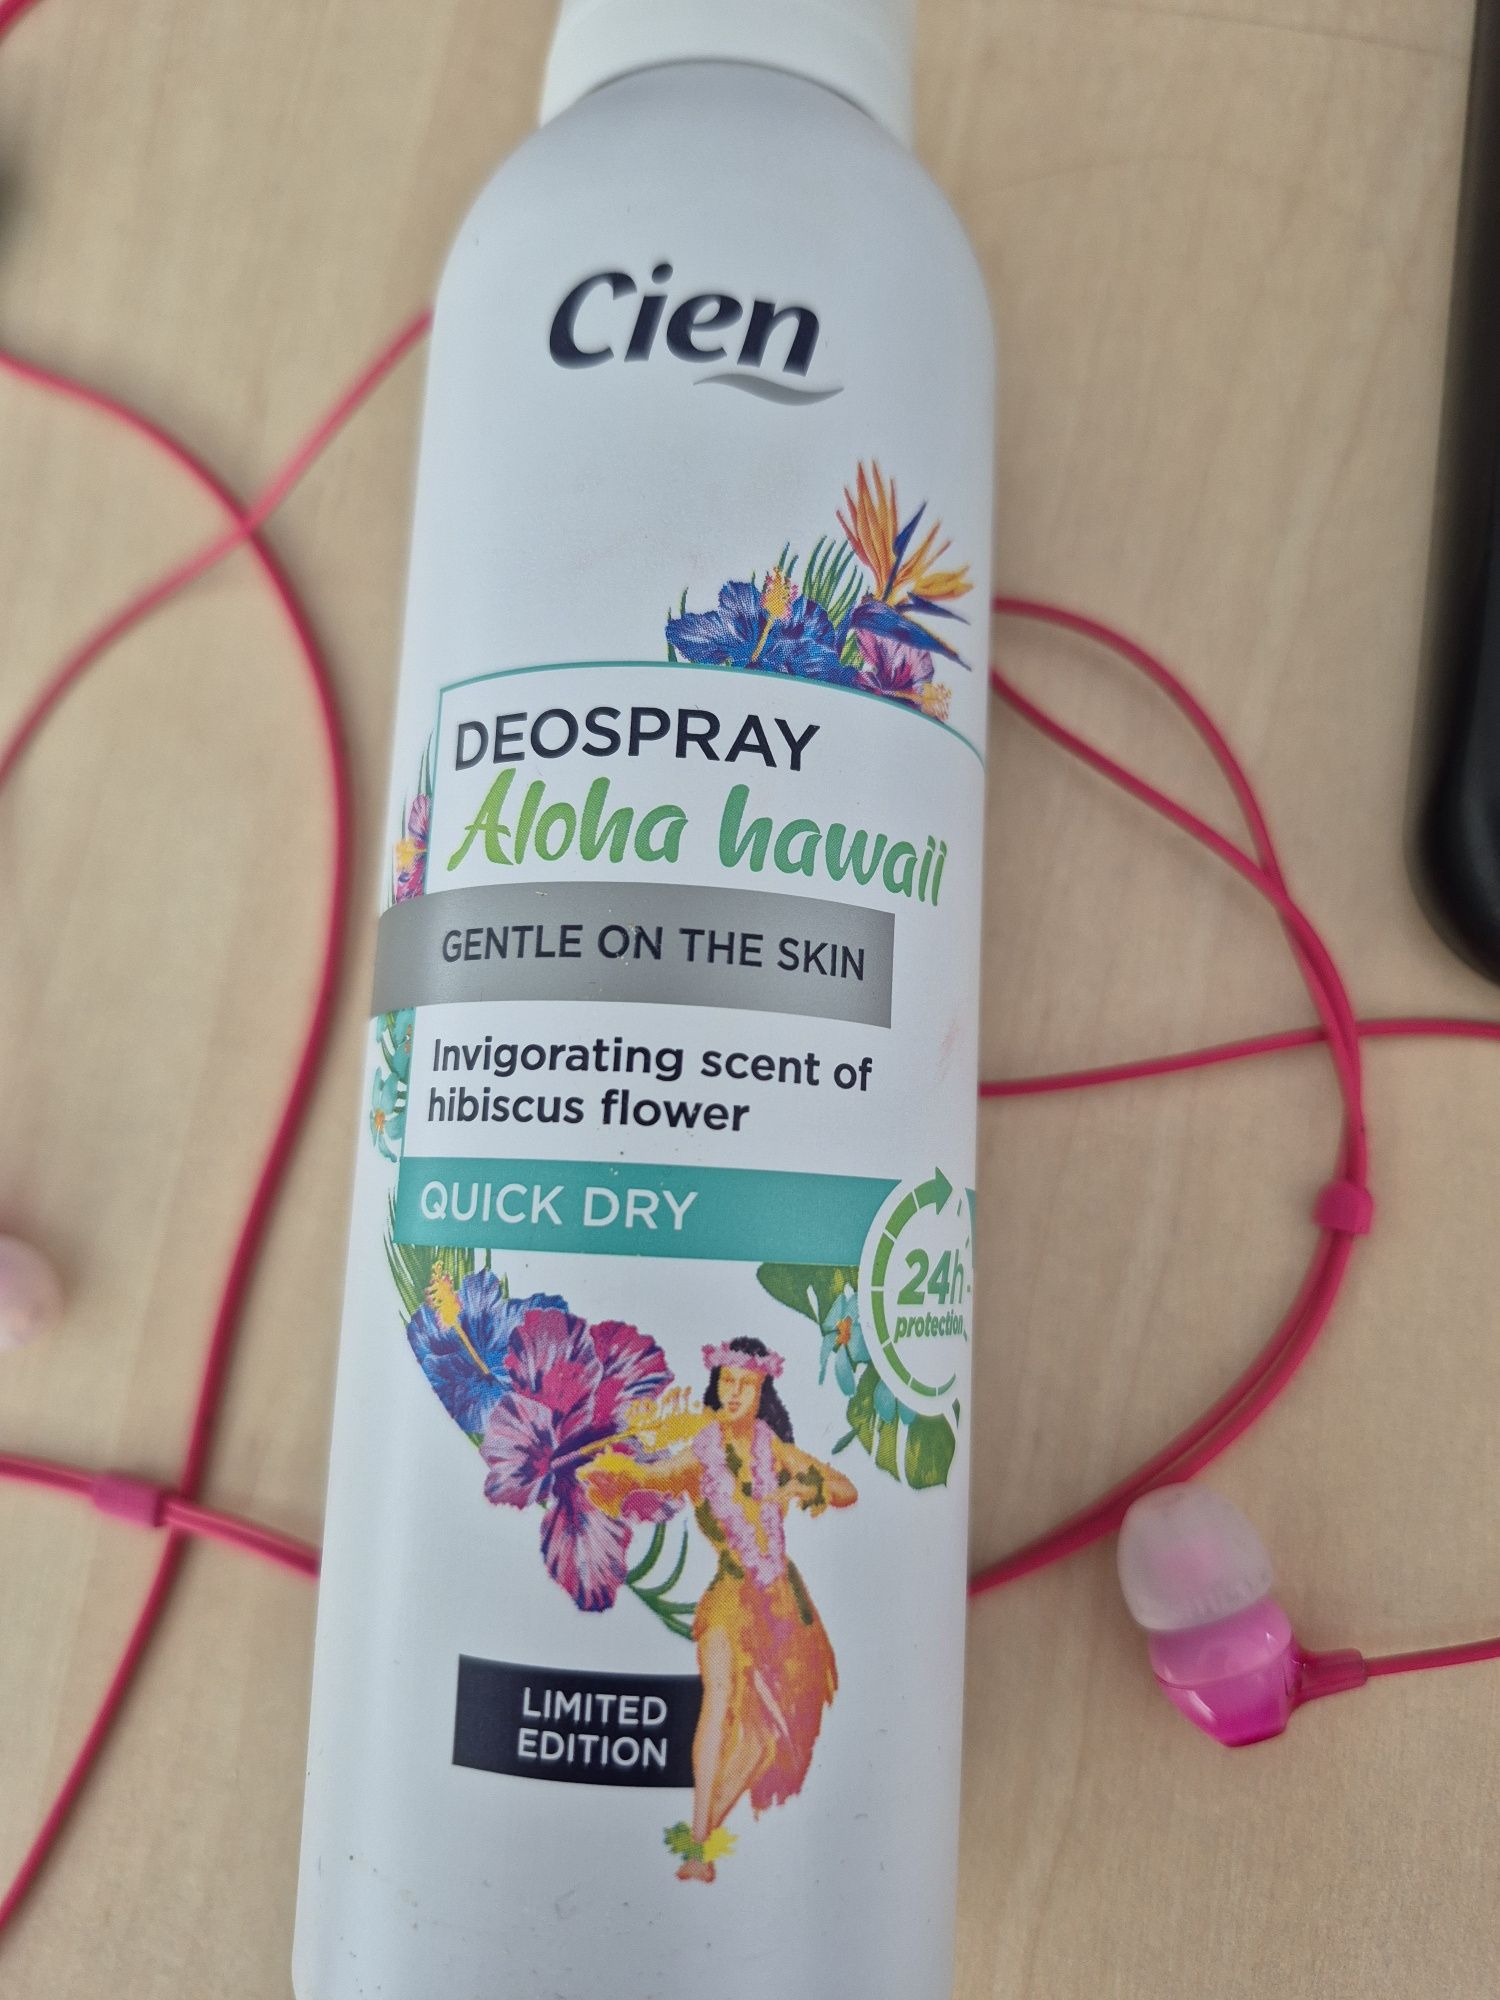 Cien
DEOSPRAY
Aloha hawaii
GENTLE ON THE SKIN
Invigorating scent of
hibiscus flower
QUICK DRY
24h
protection
LIMITED
EDITION